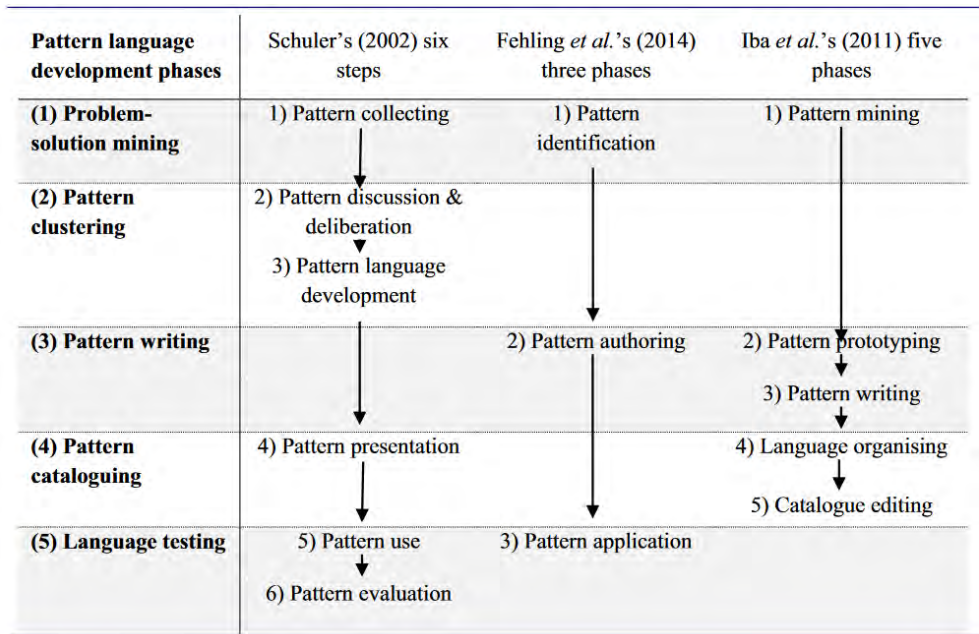 Pattern language Schuler's (2002) six Fehling et al.'s (2014) Iba et al.'s (2011) five
development phases steps three phases phases
(1) Problem- 1) Pattern collecting 1) Pattern 1) Pattern mining
solution mining identification
(2) Pattern 2) Pattern discussion &
clustering deliberation
3) Pattern language
development
(3) Pattern writing 2) Pattern authoring 2) Pattern prototyping
3) Pattern writing
(4) Pattern 4) Pattern presentation 4) Language organising
cataloguing
5) Catalogue editing
(5) Language testing 5) Pattern use 3) Pattern application
6) Pattern evaluation